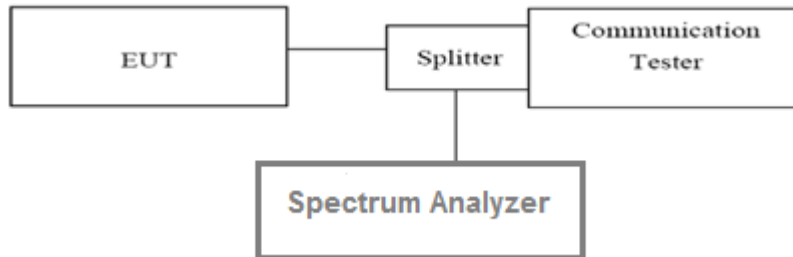 EUT
Splitter
Communication
Tester
Spectrum Analyzer